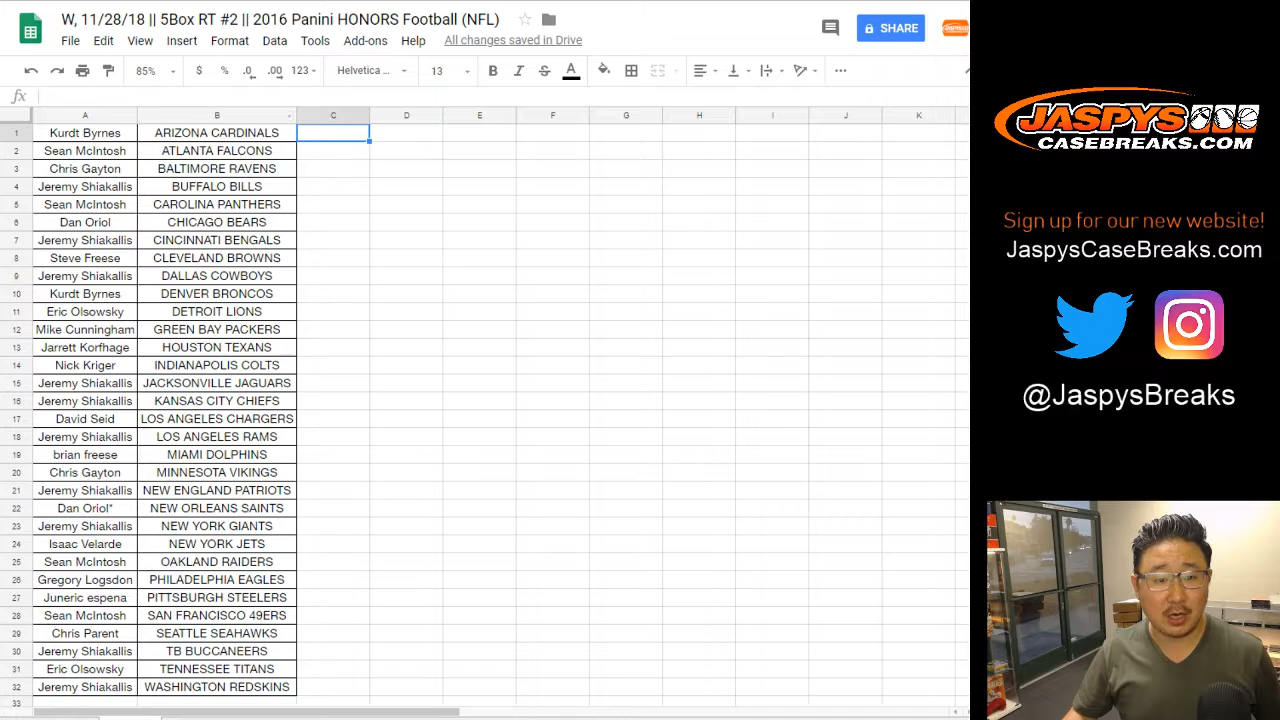 W, 11/28/18 || 5Box RT #2 || 2016 Panini HONORS Football (NFL)
File Edit View Insert Format Data Tools Add-ons Help All changes saved in Drive
SHARE
85% $ % .0 .00 123 Helvetica ... 13 B I S A
fx
A B C D E F G H I J K
1 Kurdt Byrnes ARIZONA CARDINALS
2 Sean McIntosh ATLANTA FALCONS
3 Chris Gayton BALTIMORE RAVENS
4 Jeremy Shiakallis BUFFALO BILLS
5 Sean McIntosh CAROLINA PANTHERS
6 Dan Oriol CHICAGO BEARS
7 Jeremy Shiakallis CINCINNATI BENGALS
8 Steve Freese CLEVELAND BROWNS
9 Jeremy Shiakallis DALLAS COWBOYS
10 Kurdt Byrnes DENVER BRONCOS
11 Eric Olsowsky DETROIT LIONS
12 Mike Cunningham GREEN BAY PACKERS
13 Jarrett Korfhage HOUSTON TEXANS
14 Nick Kriger INDIANAPOLIS COLTS
15 Jeremy Shiakallis JACKSONVILLE JAGUARS
16 Jeremy Shiakallis KANSAS CITY CHIEFS
17 David Seid LOS ANGELES CHARGERS
18 Jeremy Shiakallis LOS ANGELES RAMS
19 brian freese MIAMI DOLPHINS
20 Chris Gayton MINNESOTA VIKINGS
21 Jeremy Shiakallis NEW ENGLAND PATRIOTS
22 Dan Oriol* NEW ORLEANS SAINTS
23 Jeremy Shiakallis NEW YORK GIANTS
24 Isaac Velarde NEW YORK JETS
25 Sean McIntosh OAKLAND RAIDERS
26 Gregory Logsdon PHILADELPHIA EAGLES
27 Juneric espena PITTSBURGH STEELERS
28 Sean McIntosh SAN FRANCISCO 49ERS
29 Chris Parent SEATTLE SEAHAWKS
30 Jeremy Shiakallis TB BUCCANEERS
31 Eric Olsowsky TENNESSEE TITANS
32 Jeremy Shiakallis WASHINGTON REDSKINS
33
JASPYS
CASEBREAKS.COM
Sign up for our new website!
JaspysCaseBreaks.com
@JaspysBreaks